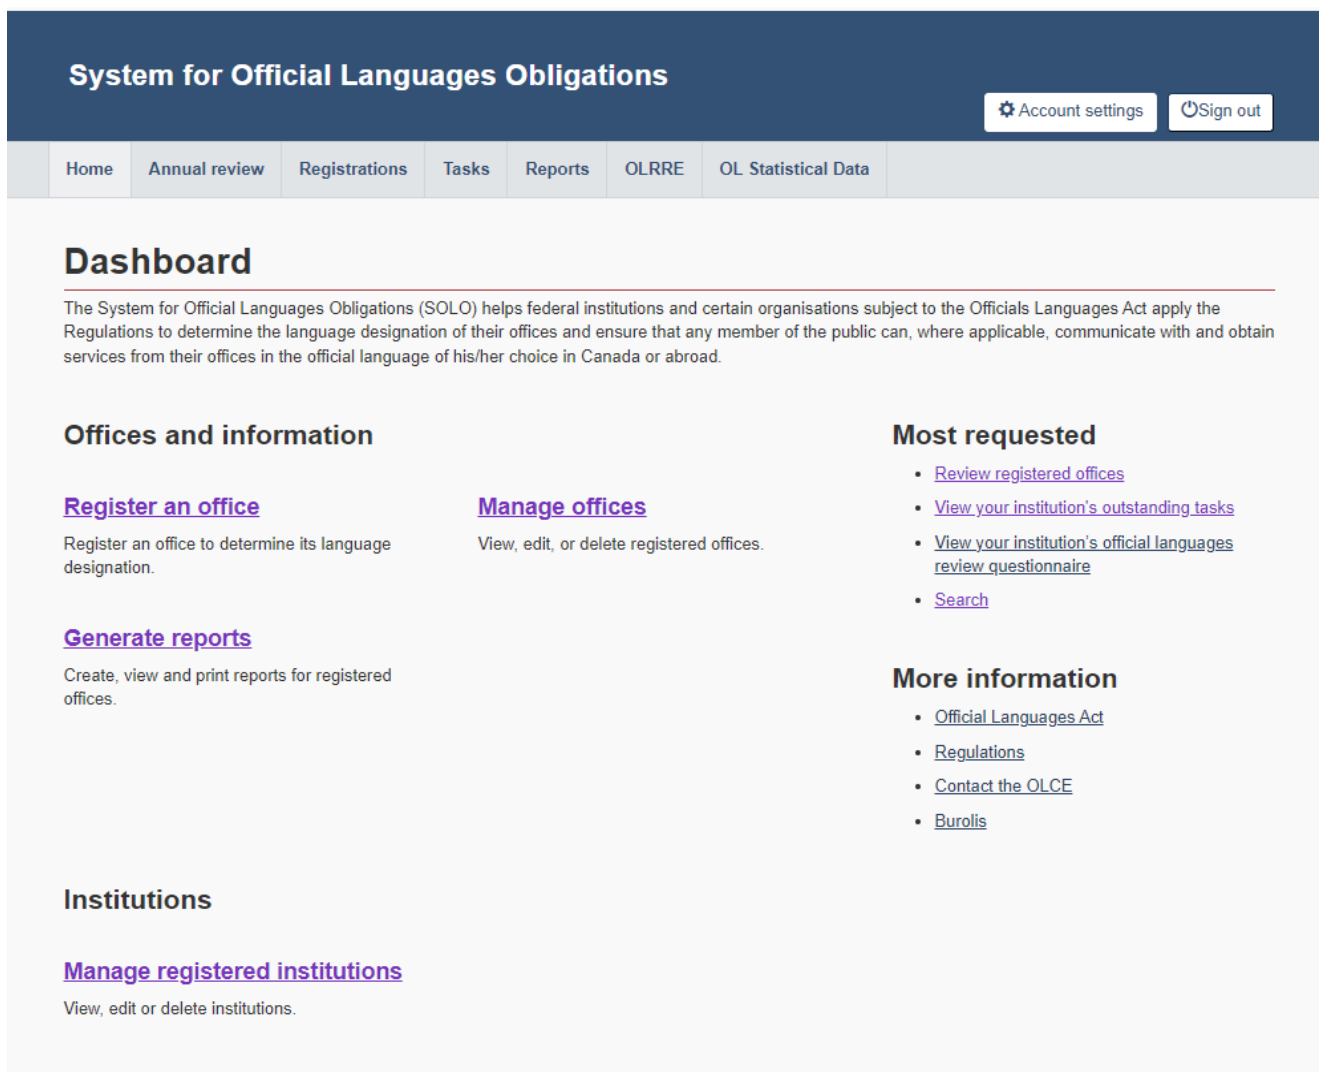 System for Official Languages Obligations
Account settings
Sign out
Home
Annual review
Registrations
Tasks
Reports
OLRRE
OL Statistical Data
Dashboard
The System for Official Languages Obligations (SOLO) helps federal institutions and certain organisations subject to the Officials Languages Act apply the
Regulations to determine the language designation of their offices and ensure that any member of the public can, where applicable, communicate with and obtain
services from their offices in the official language of his/her choice in Canada or abroad.
Offices and information
Register an office
Register an office to determine its language
designation.
Manage offices
View, edit, or delete registered offices.
Generate reports
Create, view and print reports for registered
offices.
Most requested
Review registered offices
View your institution's outstanding tasks
View your institution's official languages
review questionnaire
Search
More information
Official Languages Act
Regulations
Contact the OLCE
Burolis
Institutions
Manage registered institutions
View, edit or delete institutions.